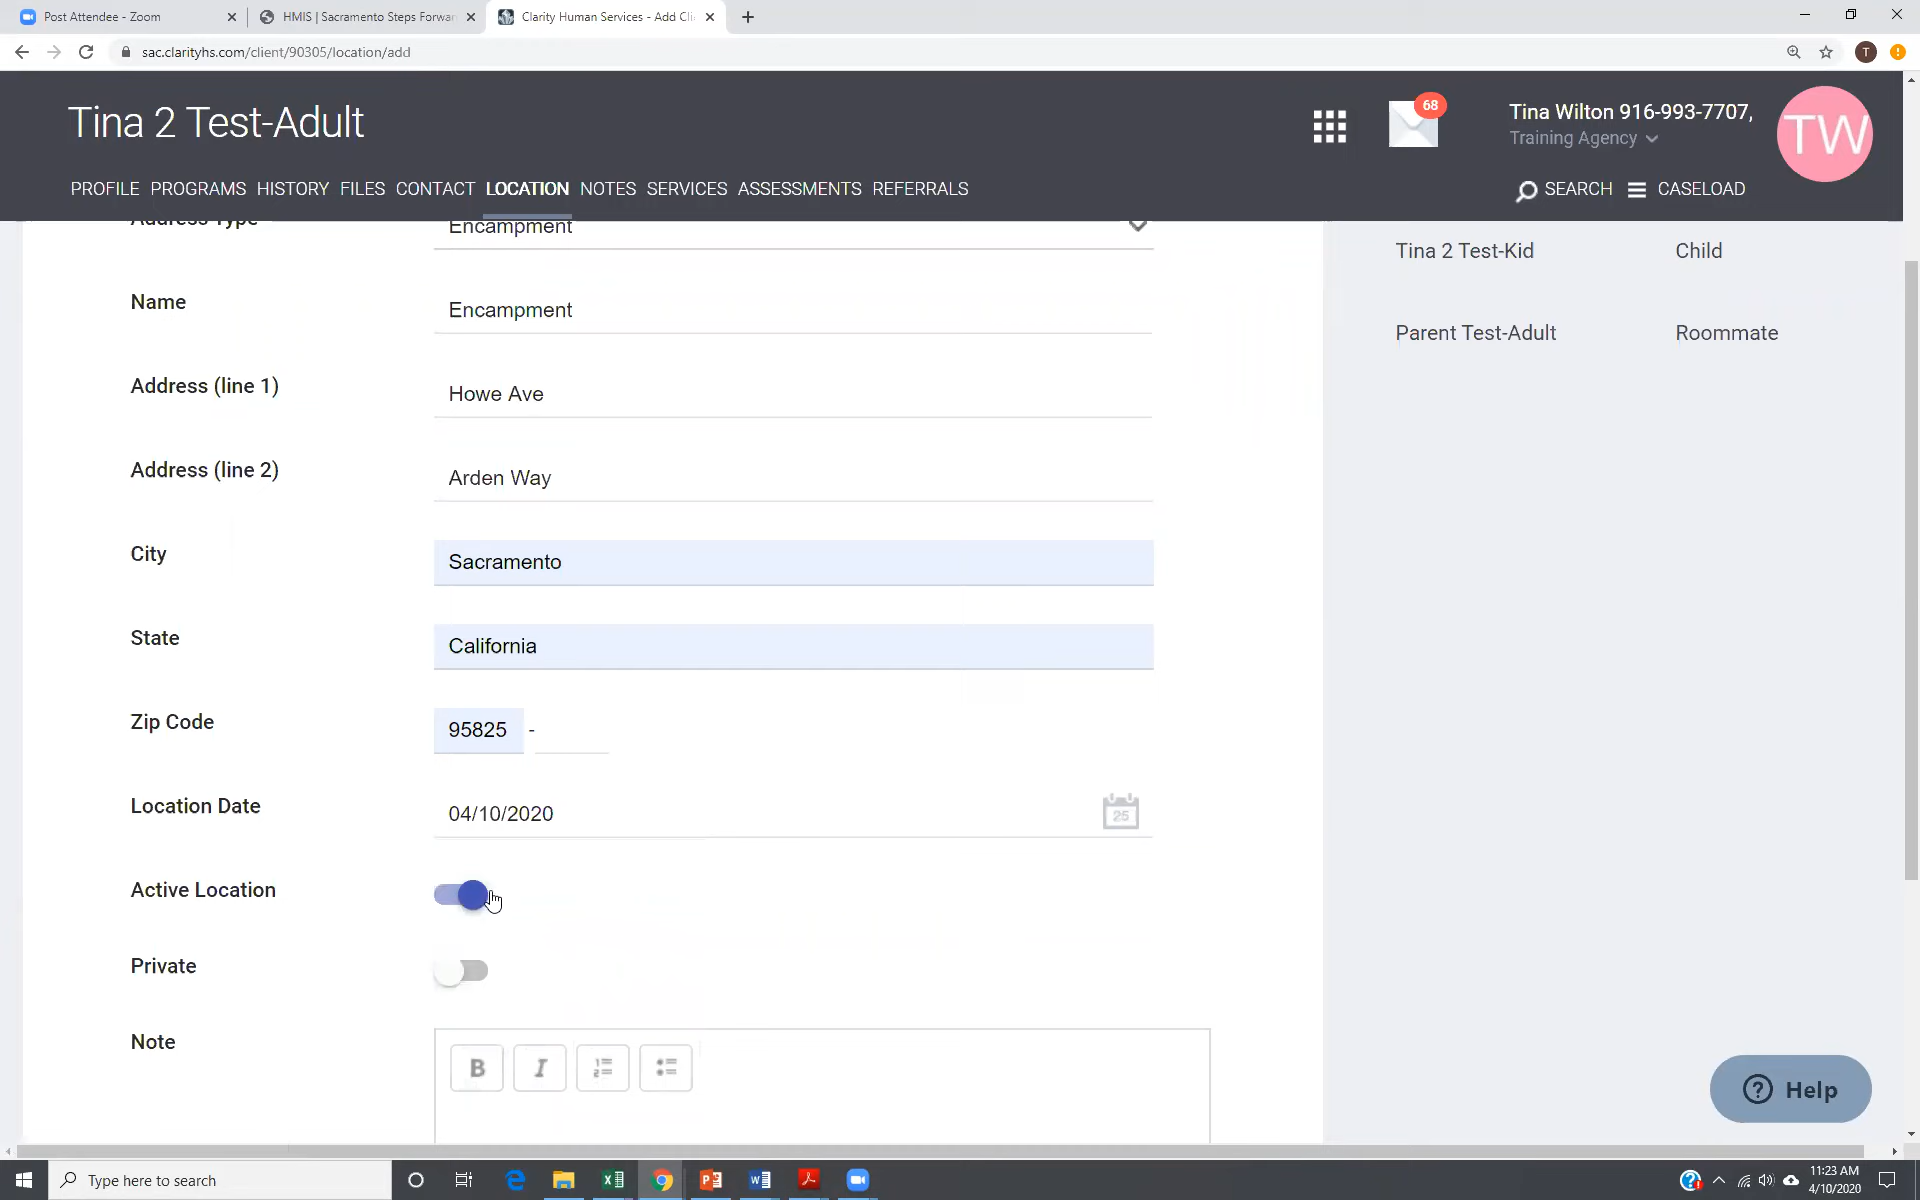 Post Attendee - Zoom
HMIS | Sacramento Steps Forwar
Clarity Human Services - Add Cli
sac.clarityhs.com/client/90305/location/add
T
Tina 2 Test-Adult
68
Tina Wilton 916-993-7707,
Training Agency
TW
PROFILE PROGRAMS HISTORY FILES CONTACT LOCATION NOTES SERVICES ASSESSMENTS REFERRALS
SEARCH CASELOAD
Address Type Encampment
Name Encampment
Address (line 1) Howe Ave
Address (line 2) Arden Way
City Sacramento
State California
Zip Code 95825 -
Location Date 04/10/2020 25
Active Location
Private
Note
B I
Tina 2 Test-Kid Child
Parent Test-Adult Roommate
Help
Type here to search
11:23 AM
4/10/2020